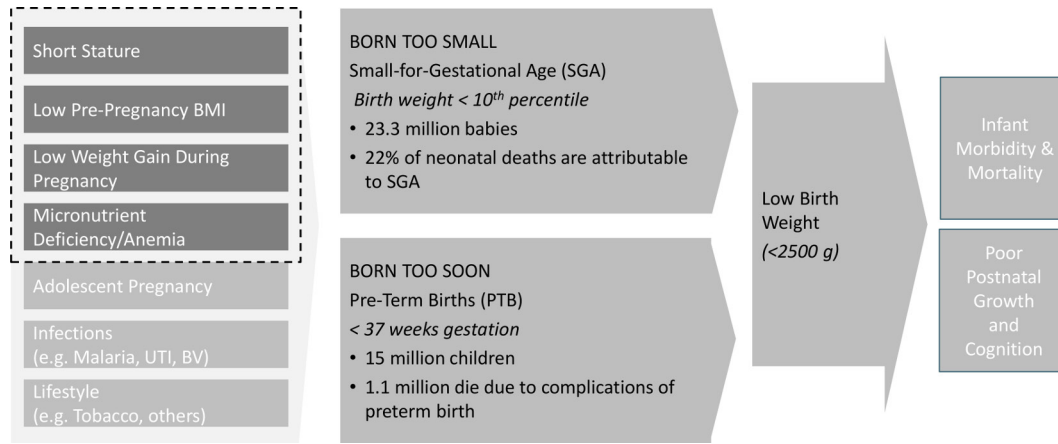 Short Stature
Low Pre-Pregnancy BMI
Low Weight Gain During
Pregnancy
Micronutrient
Deficiency/Anemia
Adolescent Pregnancy
Infections
(e.g. Malaria, UTI, BV)
Lifestyle
(e.g. Tobacco, others)
BORN TOO SMALL
Small-for-Gestational Age (SGA)
Birth weight < 10th percentile
• 23.3 million babies
• 22% of neonatal deaths are attributable
to SGA
BORN TOO SOON
Pre-Term Births (PTB)
< 37 weeks gestation
• 15 million children
• 1.1 million die due to complications of
preterm birth
Low Birth
Weight
(<2500 g)
Infant
Morbidity &
Mortality
Poor
Postnatal
Growth
and
Cognition